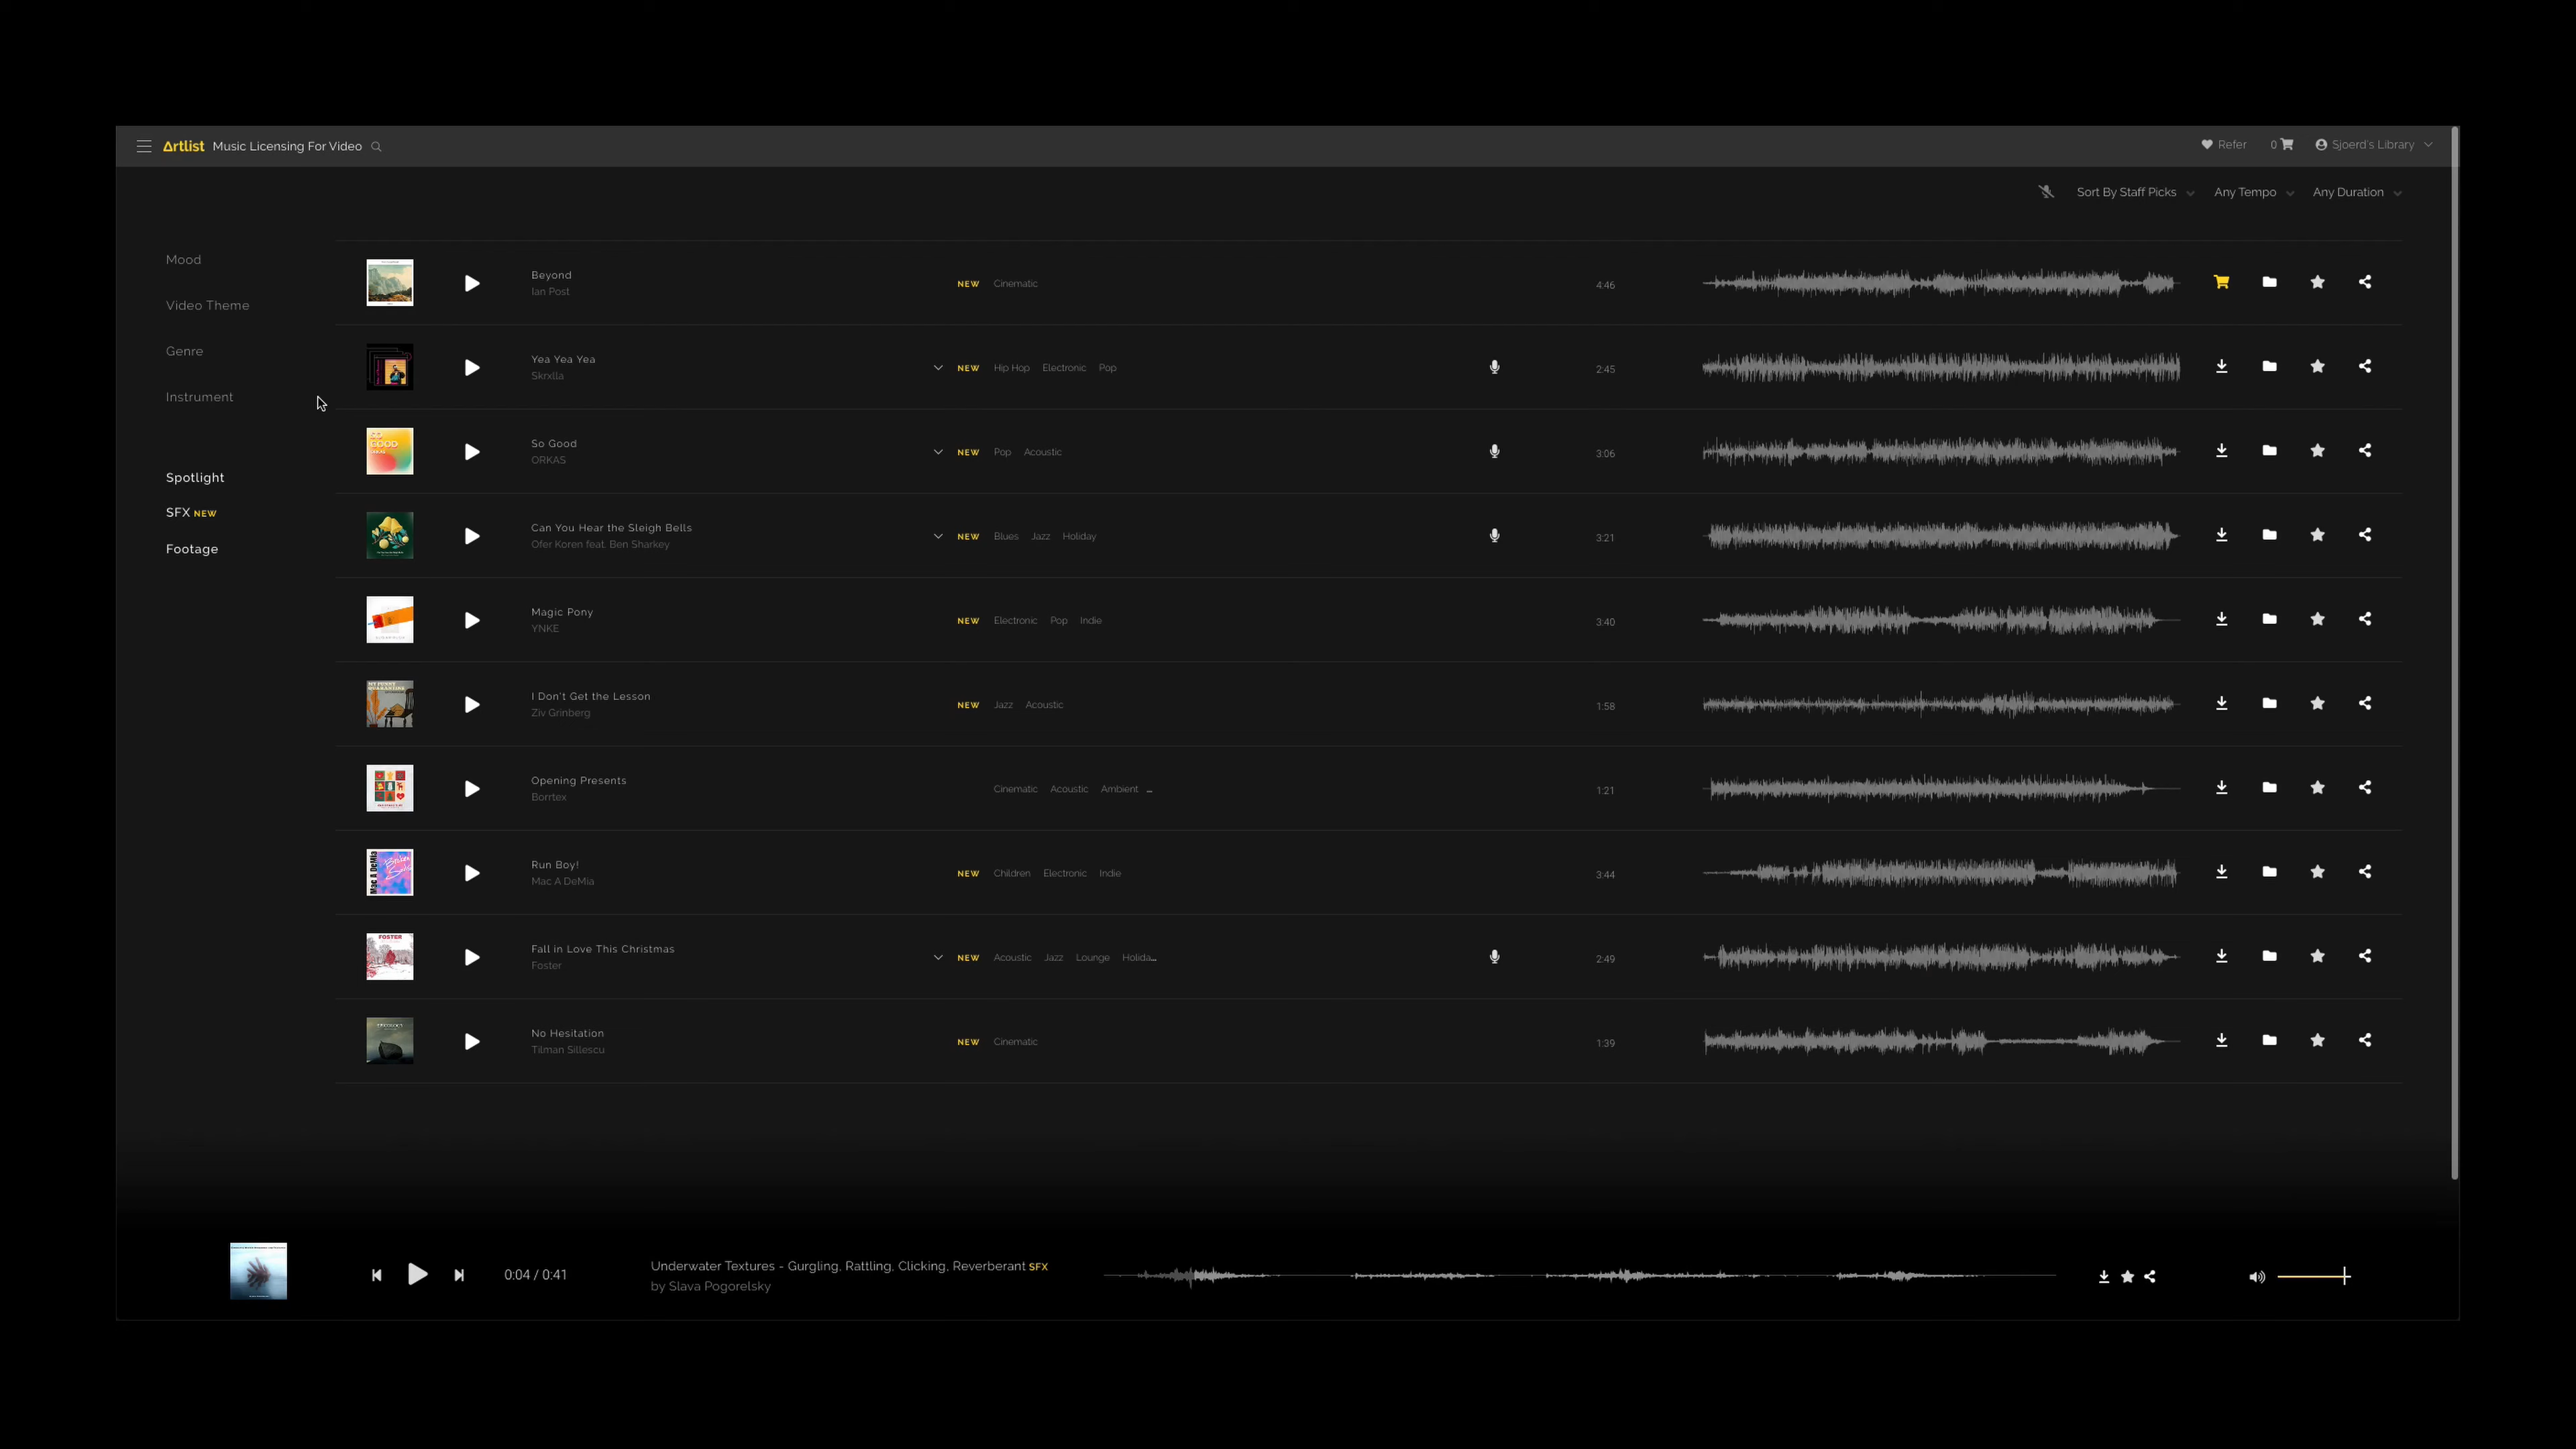 Artlist Music Licensing For Video
Refer 0 Sjoerd's Library
Sort By Staff Picks Any Tempo Any Duration
Mood
Video Theme
Genre
Instrument
Spotlight
SFX NEW
Footage
Beyond
Ian Post
NEW Cinematic 4:46
Yea Yea Yea
Skrxlla
NEW Hip Hop Electronic Pop 2:45
SO
GOOD
So Good
ORKAS
NEW Pop Acoustic 3:06
Can You Hear the Sleigh Bells
Ofer Koren feat. Ben Sharkey
NEW Blues Jazz Holiday 3:21
Magic Pony
YNKE
NEW Electronic Pop Indie 3:40
I Don't Get the Lesson
Ziv Grinberg
NEW Jazz Acoustic 1:58
Opening Presents
Borrtex
Cinematic Acoustic Ambient ... 1:21
Mac A DeMia
Run Boy!
Mac A DeMia
NEW Children Electronic Indie 3:44
FOSTER
Fall in Love This Christmas
Foster
NEW Acoustic Jazz Lounge Holida... 2:49
No Hesitation
Tilman Sillescu
NEW Cinematic 1:39
0:04 / 0:41
Underwater Textures - Gurgling, Rattling, Clicking, Reverberant SFX
by Slava Pogorelsky